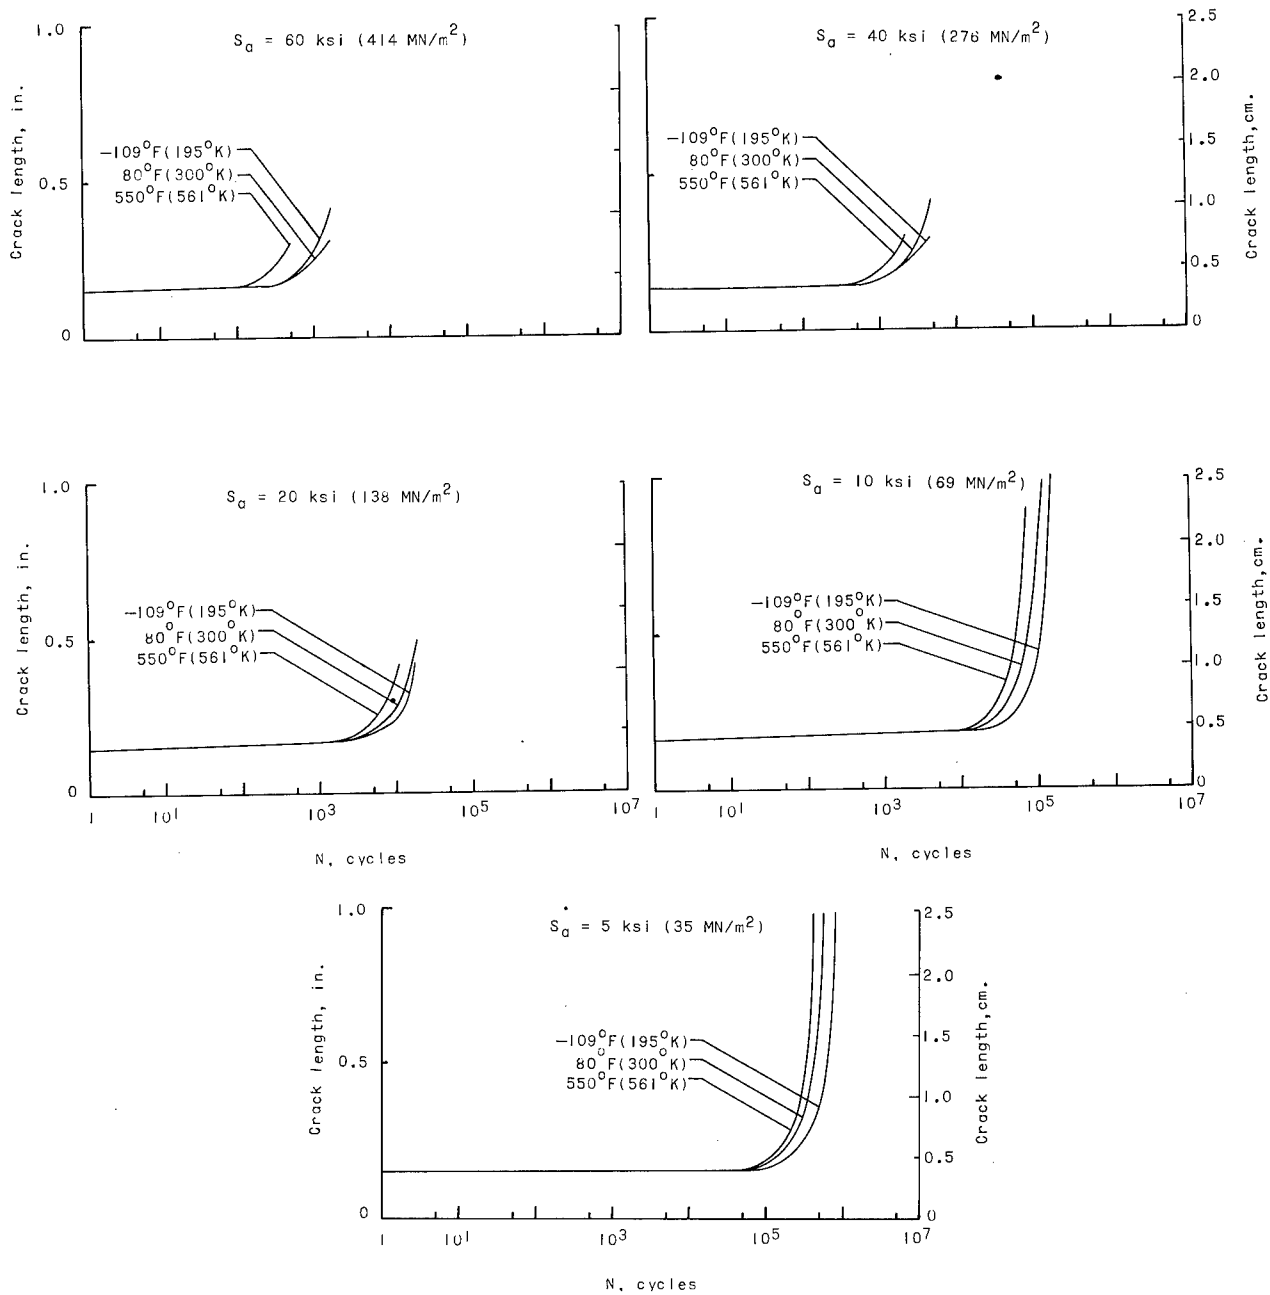 1.0
S_a = 60 ksi (414 MN/m²)
Crack length, in.
−109°F(195°K)
80°F(300°K)
550°F(561°K)
0.5
0
S_a = 40 ksi (276 MN/m²)
2.5
2.0
1.5
1.0
0.5
0
Crack length,cm.
−109°F(195°K)
80°F(300°K)
550°F(561°K)
1.0
S_a = 20 ksi (138 MN/m²)
Crack length, in.
−109°F(195°K)
80°F(300°K)
550°F(561°K)
0.5
0
1 10¹ 10³ 10⁵ 10⁷
N, cycles
S_a = 10 ksi (69 MN/m²)
2.5
2.0
1.5
1.0
0.5
0
Crack length,cm.
−109°F(195°K)
80°F(300°K)
550°F(561°K)
1 10¹ 10³ 10⁵ 10⁷
N, cycles
1.0
S_a = 5 ksi (35 MN/m²)
Crack length, in.
−109°F(195°K)
80°F(300°K)
550°F(561°K)
0.5
0
2.5
2.0
1.5
1.0
0.5
0
Crack length,cm.
1 10¹ 10³ 10⁵ 10⁷
N, cycles